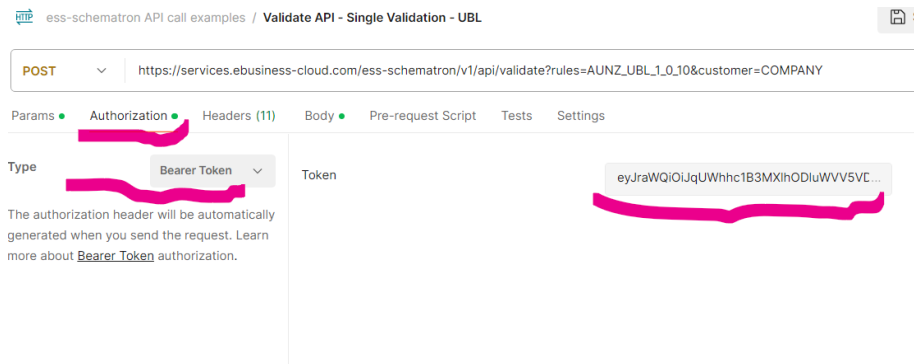 HTTP ess-schematron API call examples / Validate API - Single Validation - UBL
POST https://services.ebusiness-cloud.com/ess-schematron/v1/api/validate?rules=AUNZ_UBL_1_0_10&customer=COMPANY
Params Authorization Headers (11) Body Pre-request Script Tests Settings
Type Bearer Token
Token eyJraWQiOiJqUWhhc1B3MXlhODluWVV5VD...
The authorization header will be automatically
generated when you send the request. Learn
more about Bearer Token authorization.